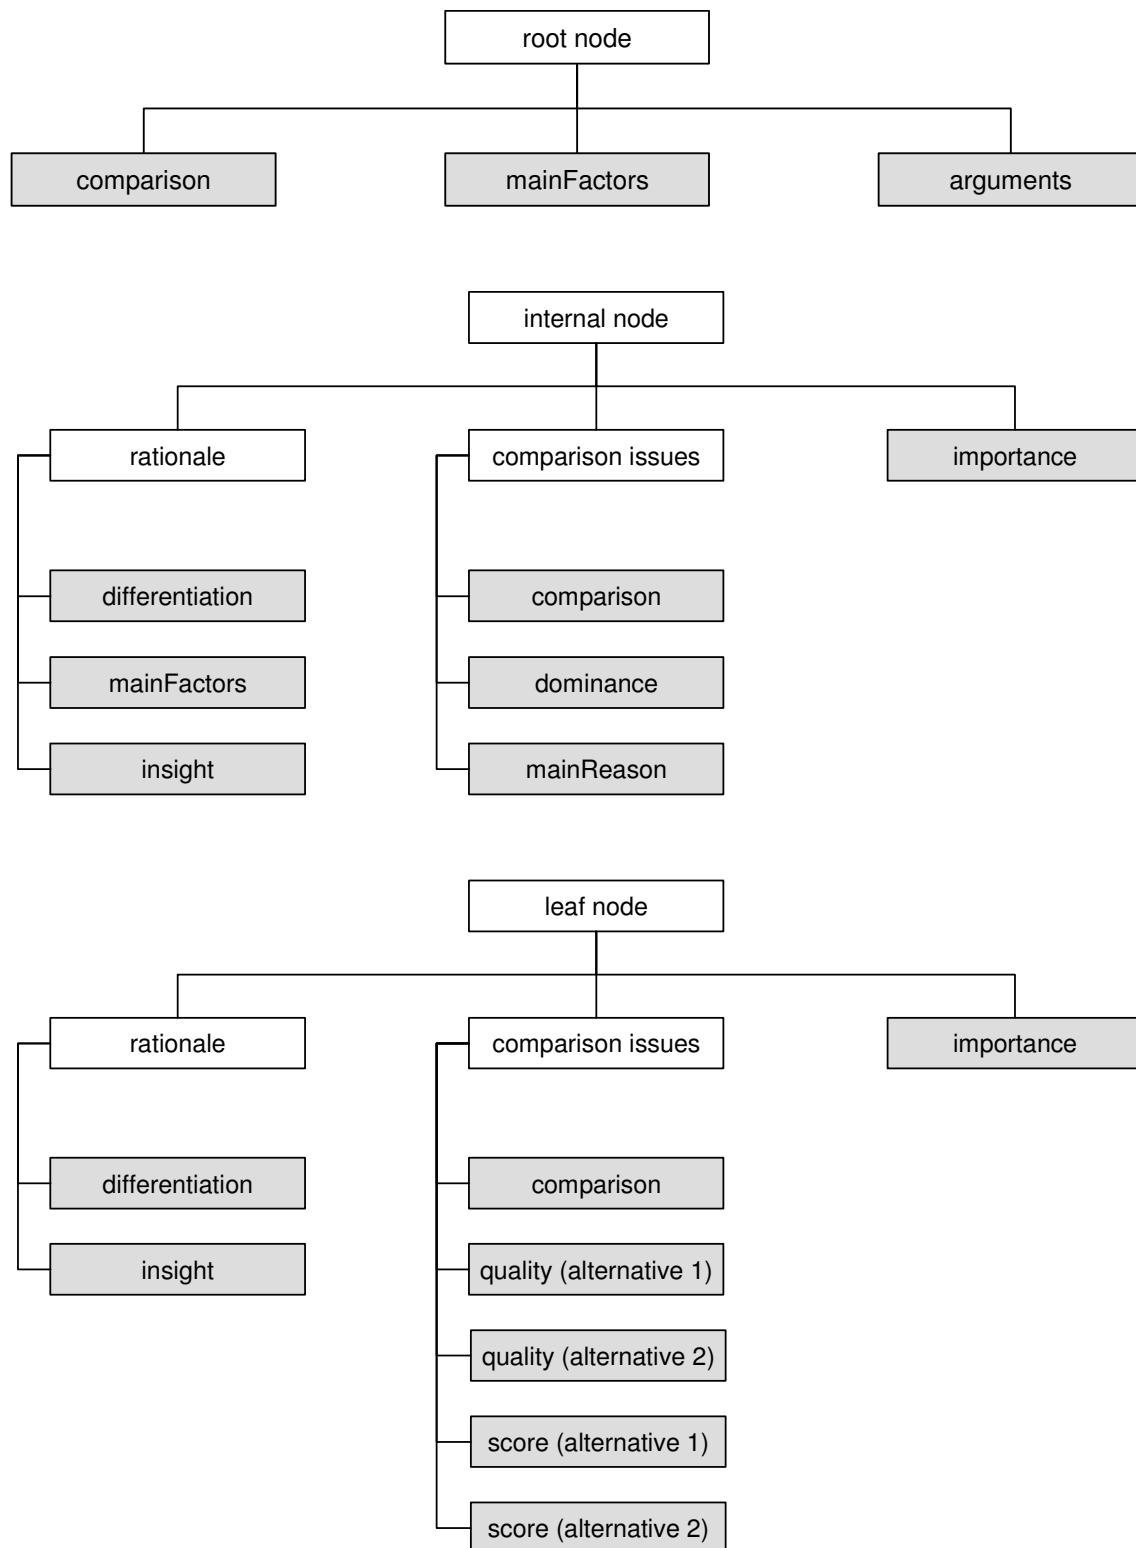 root node
comparison
mainFactors
arguments
internal node
rationale
comparison issues
importance
differentiation
comparison
mainFactors
dominance
insight
mainReason
leaf node
rationale
comparison issues
importance
differentiation
comparison
insight
quality (alternative 1)
quality (alternative 2)
score (alternative 1)
score (alternative 2)